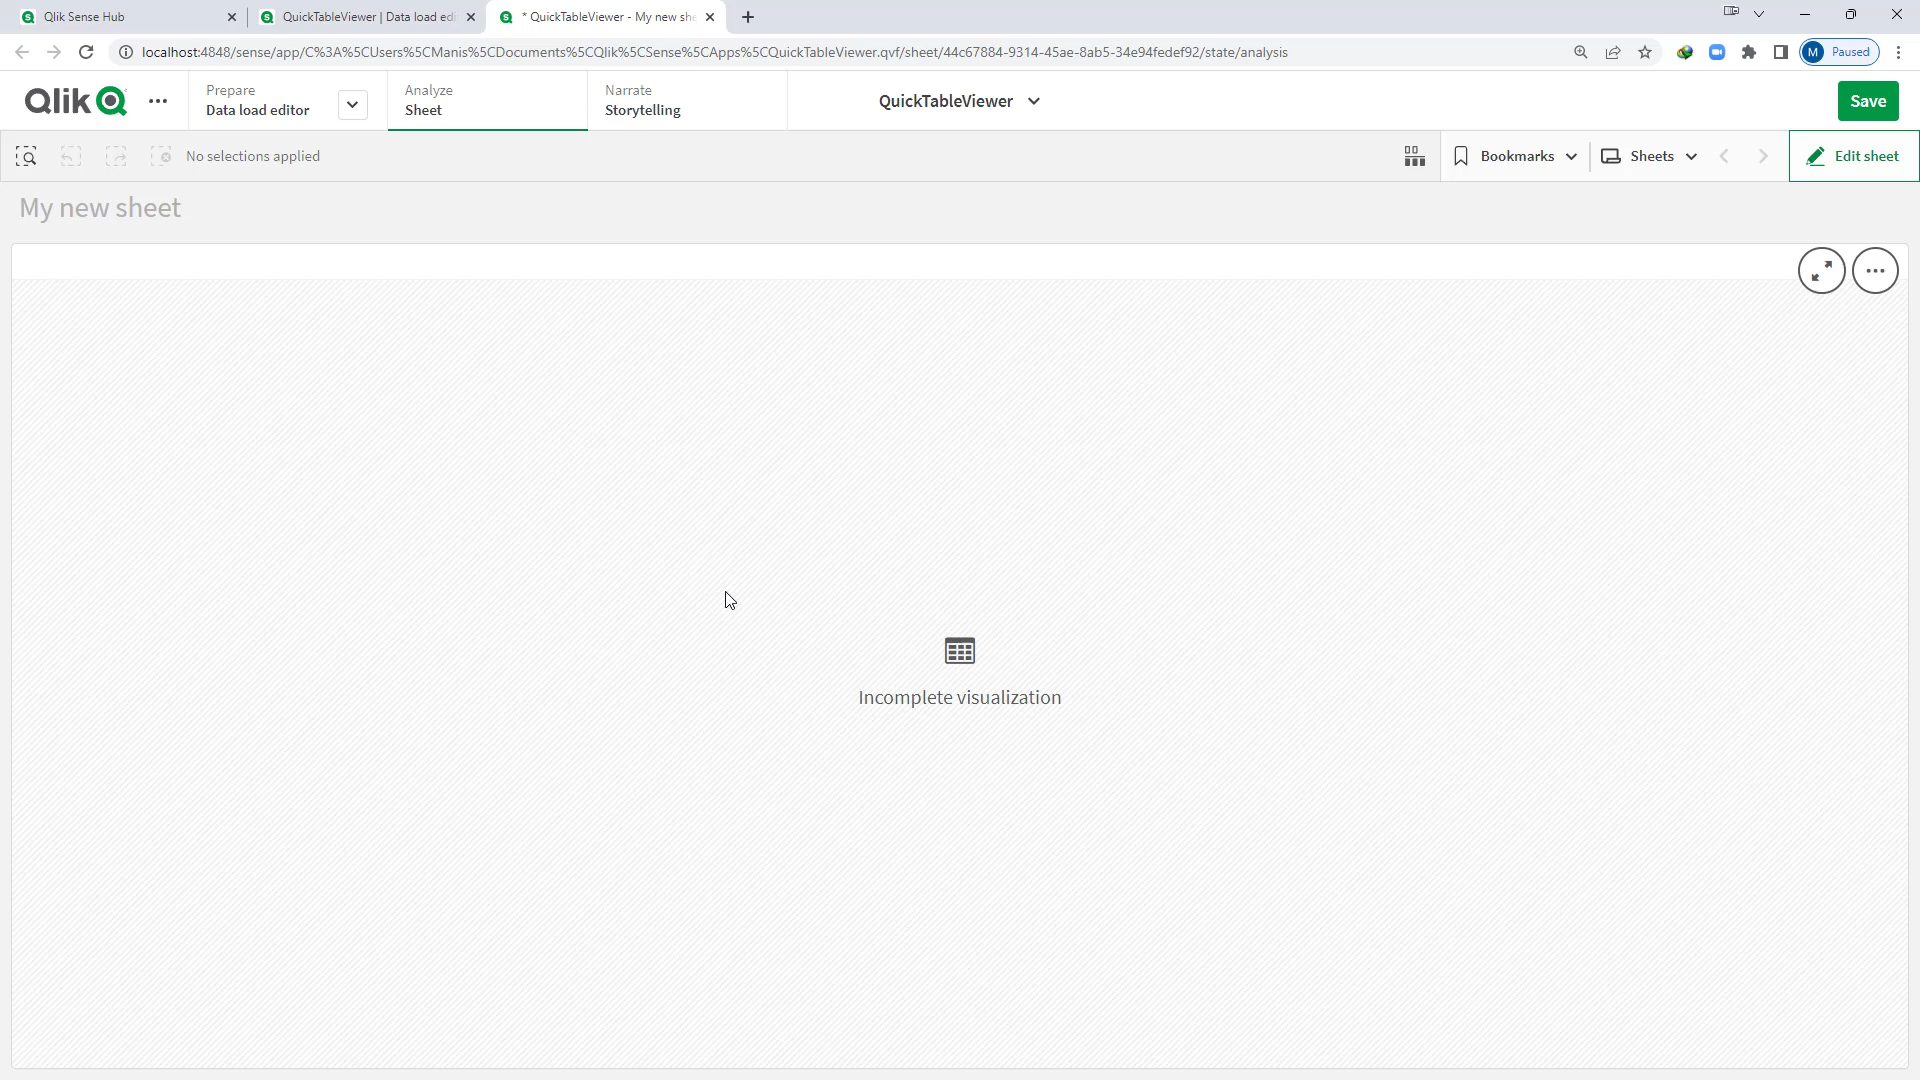 Qlik Sense Hub
QuickTableViewer | Data load edi
* QuickTableViewer - My new she
localhost:4848/sense/app/C%3A%5CUsers%5CManis%5CDocuments%5CQlik%5CSense%5CApps%5CQuickTableViewer.qvf/sheet/44c67884-9314-45ae-8ab5-34e94fedef92/state/analysis
M
Paused
Qlik
Prepare
Data load editor
Analyze
Sheet
Narrate
Storytelling
QuickTableViewer
Save
No selections applied
Bookmarks
Sheets
Edit sheet
My new sheet
Incomplete visualization